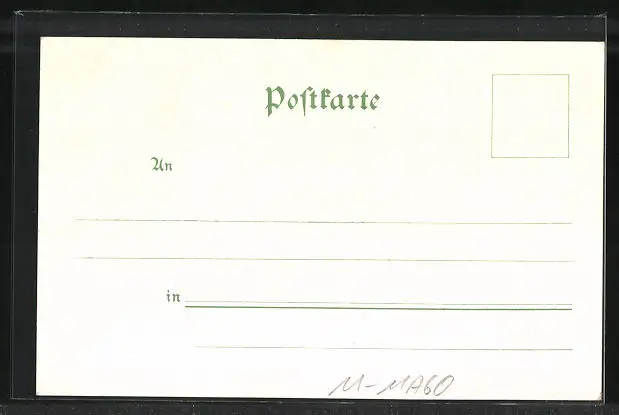 Postkarte
An
in
M-MA60